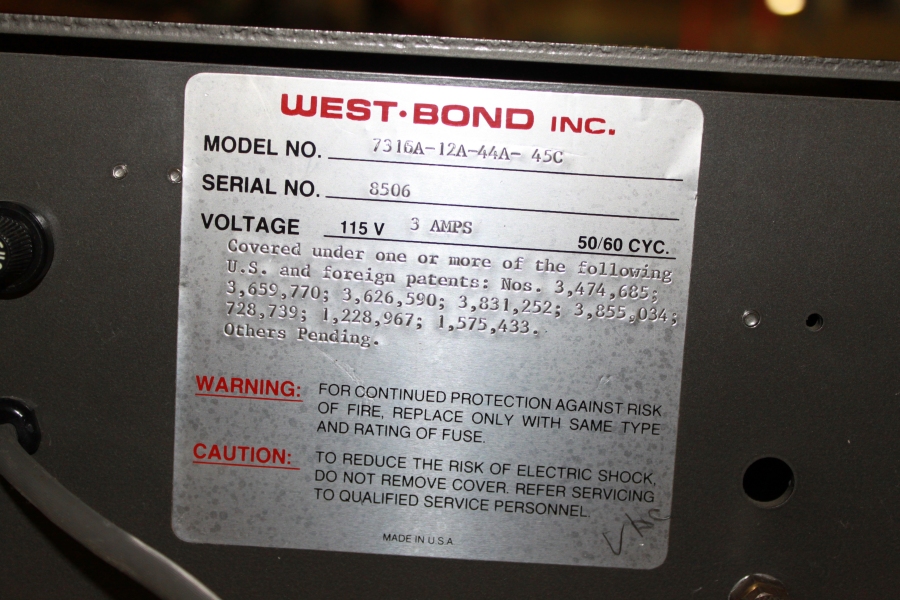 WEST·BOND INC.
MODEL NO. 7316A-12A-44A- 45C
SERIAL NO. 8506
VOLTAGE 115 V 3 AMPS 50/60 CYC.
Covered under one or more of the following
U.S. and foreign patents: Nos. 3,474,685;
3,659,770; 3,626,590; 3,831,252; 3,855,034;
728,739; 1,228,967; 1,575,433.
Others Pending.
WARNING: FOR CONTINUED PROTECTION AGAINST RISK
OF FIRE, REPLACE ONLY WITH SAME TYPE
AND RATING OF FUSE.
CAUTION: TO REDUCE THE RISK OF ELECTRIC SHOCK,
DO NOT REMOVE COVER. REFER SERVICING
TO QUALIFIED SERVICE PERSONNEL.
MADE IN U.S.A